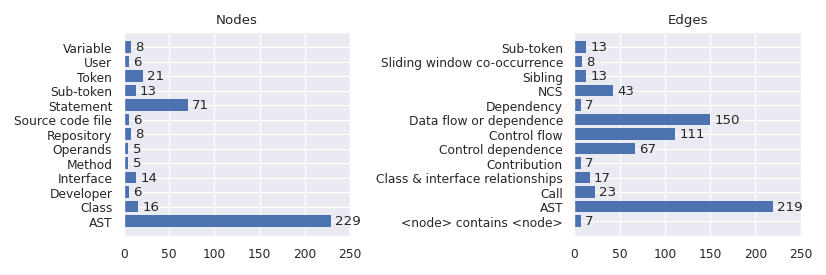 Nodes
Variable 8
User 6
Token 21
Sub-token 13
Statement 71
Source code file 6
Repository 8
Operands 5
Method 5
Interface 14
Developer 6
Class 16
AST 229
0 50 100 150 200 250
Edges
Sub-token 13
Sliding window co-occurrence 8
Sibling 13
NCS 43
Dependency 7
Data flow or dependence 150
Control flow 111
Control dependence 67
Contribution 7
Class & interface relationships 17
Call 23
AST 219
<node> contains <node> 7
0 50 100 150 200 250